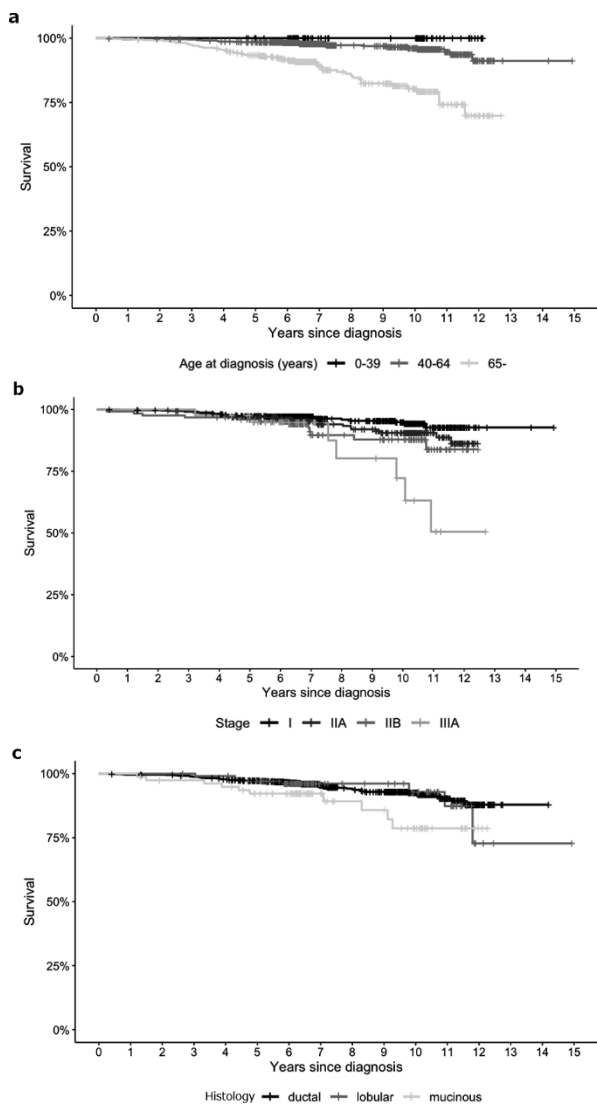 a
100%
75%
Survival
50%
25%
0%
0 1 2 3 4 5 6 7 8 9 10 11 12 13 14 15
Years since diagnosis
Age at diagnosis (years) 0-39 40-64 65-
b
100%
75%
Survival
50%
25%
0%
0 1 2 3 4 5 6 7 8 9 10 11 12 13 14 15
Years since diagnosis
Stage I IIA IIB IIIA
c
100%
75%
Survival
50%
25%
0%
0 1 2 3 4 5 6 7 8 9 10 11 12 13 14 15
Years since diagnosis
Histology ductal lobular mucinous